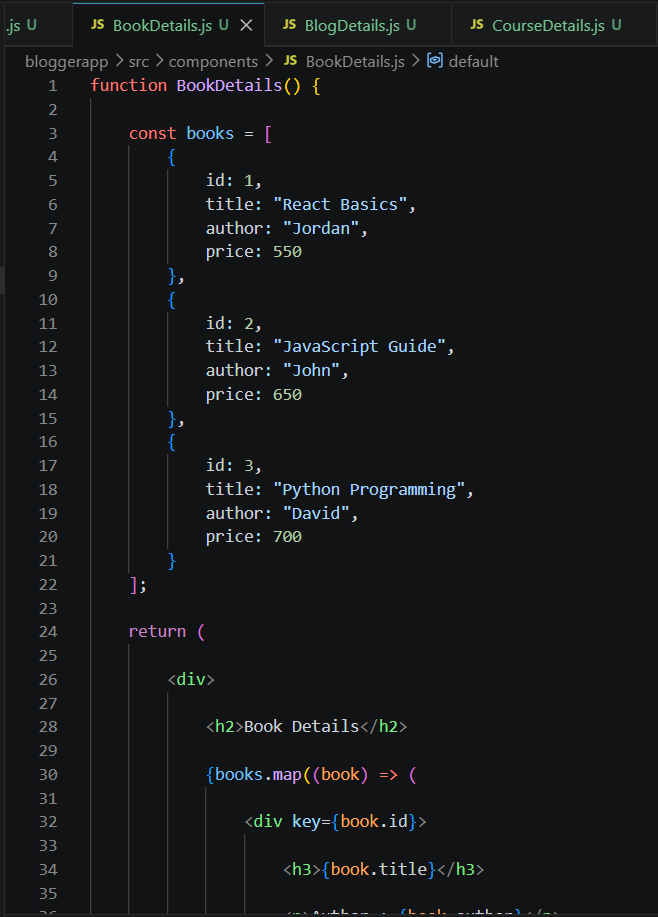 .js U JS BookDetails.js U × JS BlogDetails.js U JS CourseDetails.js U
bloggerapp > src > components > JS BookDetails.js > default
1 function BookDetails() {
2
3 const books = [
4 {
5 id: 1,
6 title: "React Basics",
7 author: "Jordan",
8 price: 550
9 },
10 {
11 id: 2,
12 title: "JavaScript Guide",
13 author: "John",
14 price: 650
15 },
16 {
17 id: 3,
18 title: "Python Programming",
19 author: "David",
20 price: 700
21 }
22 ];
23
24 return (
25
26 <div>
27
28 <h2>Book Details</h2>
29
30 {books.map((book) => (
31
32 <div key={book.id}>
33
34 <h3>{book.title}</h3>
35
36 <p>Author : {book.author}</p>